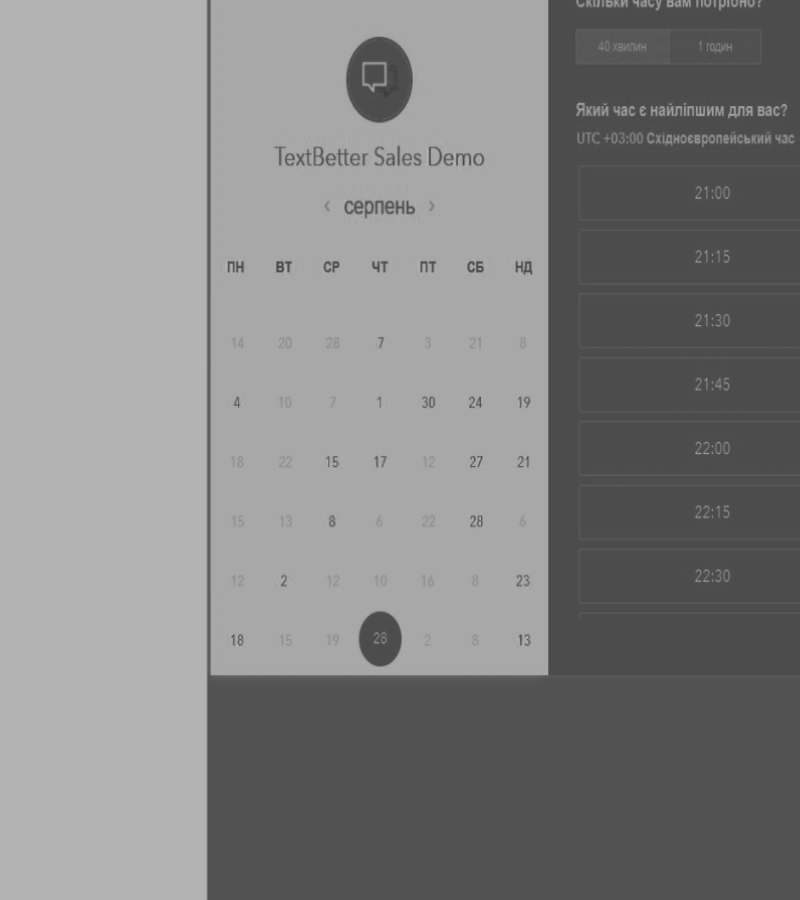 TextBetter Sales Demo
‹ серпень ›
ПН ВТ СР ЧТ ПТ СБ НД
14 20 28 7 3 21 8
4 10 7 1 30 24 19
18 22 15 17 12 27 21
15 13 8 6 22 28 6
12 2 12 10 16 8 23
18 15 19 28 2 8 13
Скільки часу вам потрібно?
40 хвилин 1 годин
Який час є найліпшим для вас?
UTC +03:00 Східноєвропейський час
21:00
21:15
21:30
21:45
22:00
22:15
22:30